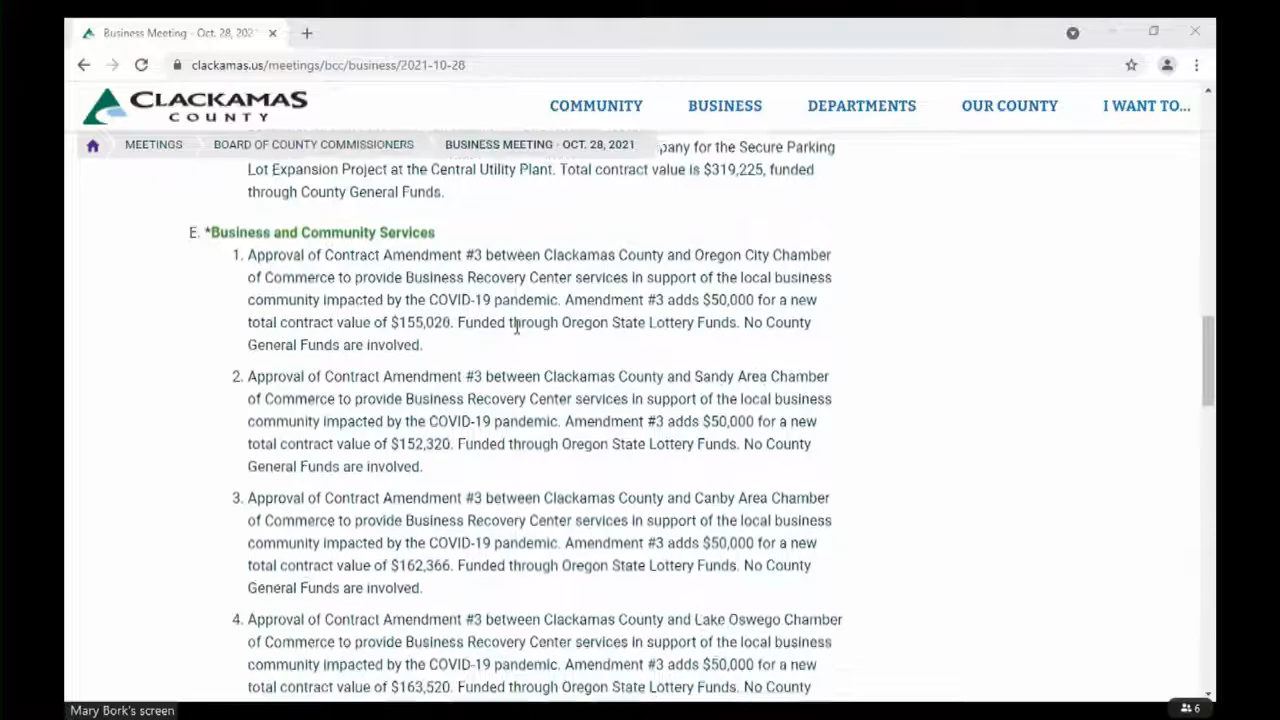 Business Meeting - Oct. 28, 202
clackamas.us/meetings/bcc/business/2021-10-28
CLACKAMAS
COUNTY
COMMUNITY BUSINESS DEPARTMENTS OUR COUNTY I WANT TO...
MEETINGS BOARD OF COUNTY COMMISSIONERS BUSINESS MEETING - OCT. 28, 2021
pany for the Secure Parking
Lot Expansion Project at the Central Utility Plant. Total contract value is $319,225, funded
through County General Funds.
E. *Business and Community Services
1. Approval of Contract Amendment #3 between Clackamas County and Oregon City Chamber
of Commerce to provide Business Recovery Center services in support of the local business
community impacted by the COVID-19 pandemic. Amendment #3 adds $50,000 for a new
total contract value of $155,020. Funded through Oregon State Lottery Funds. No County
General Funds are involved.
2. Approval of Contract Amendment #3 between Clackamas County and Sandy Area Chamber
of Commerce to provide Business Recovery Center services in support of the local business
community impacted by the COVID-19 pandemic. Amendment #3 adds $50,000 for a new
total contract value of $152,320. Funded through Oregon State Lottery Funds. No County
General Funds are involved.
3. Approval of Contract Amendment #3 between Clackamas County and Canby Area Chamber
of Commerce to provide Business Recovery Center services in support of the local business
community impacted by the COVID-19 pandemic. Amendment #3 adds $50,000 for a new
total contract value of $162,366. Funded through Oregon State Lottery Funds. No County
General Funds are involved.
4. Approval of Contract Amendment #3 between Clackamas County and Lake Oswego Chamber
of Commerce to provide Business Recovery Center services in support of the local business
community impacted by the COVID-19 pandemic. Amendment #3 adds $50,000 for a new
total contract value of $163,520. Funded through Oregon State Lottery Funds. No County
Mary Bork's screen
6